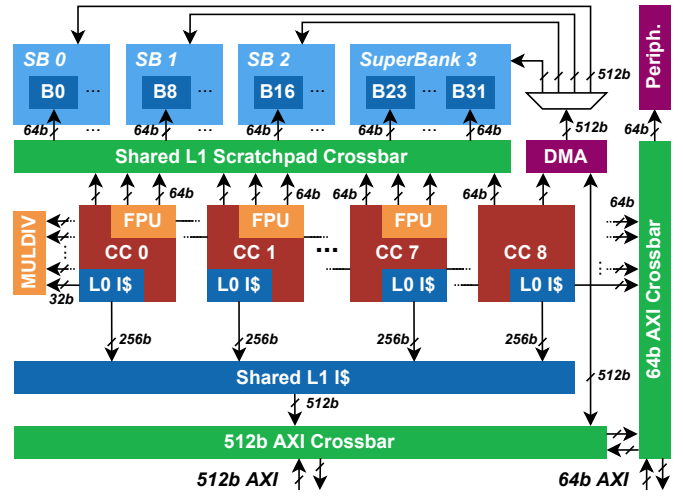 SB 0 SB 1 SB 2 SuperBank 3
B0 ... B8 ... B16 ... B23 ... B31
512b
Periph.
64b ... 64b ... 64b ... 64b 64b 512b 64b
Shared L1 Scratchpad Crossbar DMA
64b 64b 64b 64b 64b
MULDIV
FPU FPU FPU
CC 0 CC 1 ... CC 7 CC 8
L0 I$ L0 I$ L0 I$ L0 I$
32b
256b 256b 256b 256b
64b AXI Crossbar
Shared L1 I$
512b
512b
512b AXI Crossbar
512b AXI 64b AXI